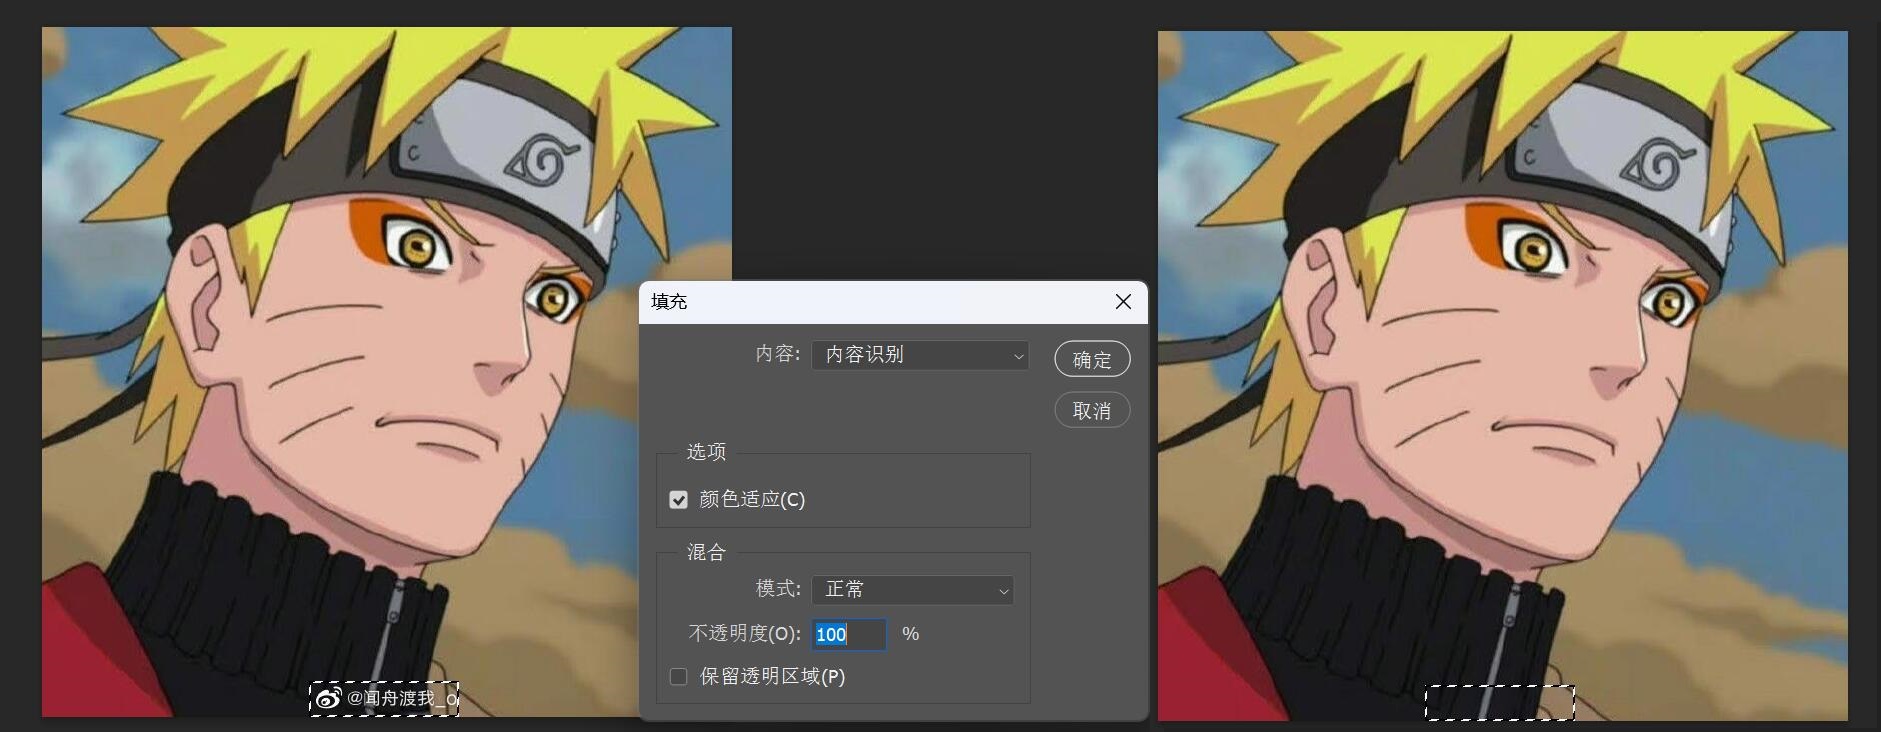 填充
内容: 内容识别
确定
取消
选项
颜色适应(C)
混合
模式: 正常
不透明度(O): 100 %
保留透明区域(P)
@闻舟渡我_o